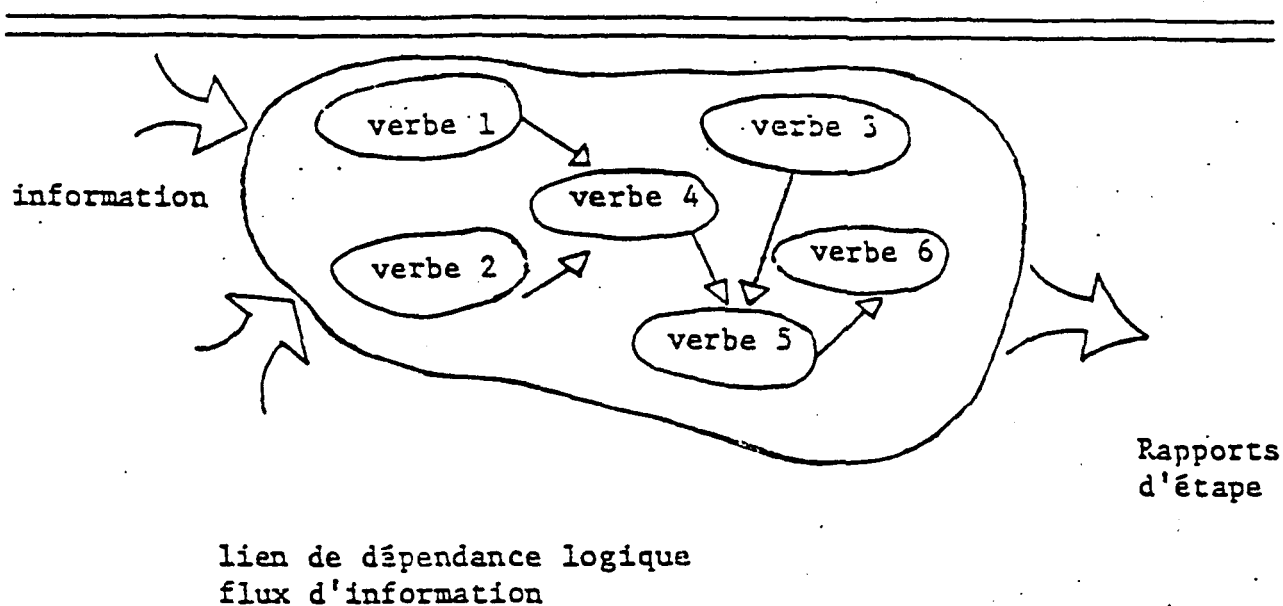 verbe 1
verbe 3
information
verbe 4
verbe 2
verbe 6
verbe 5
Rapports
d'étape
lien de dépendance logique
flux d'information